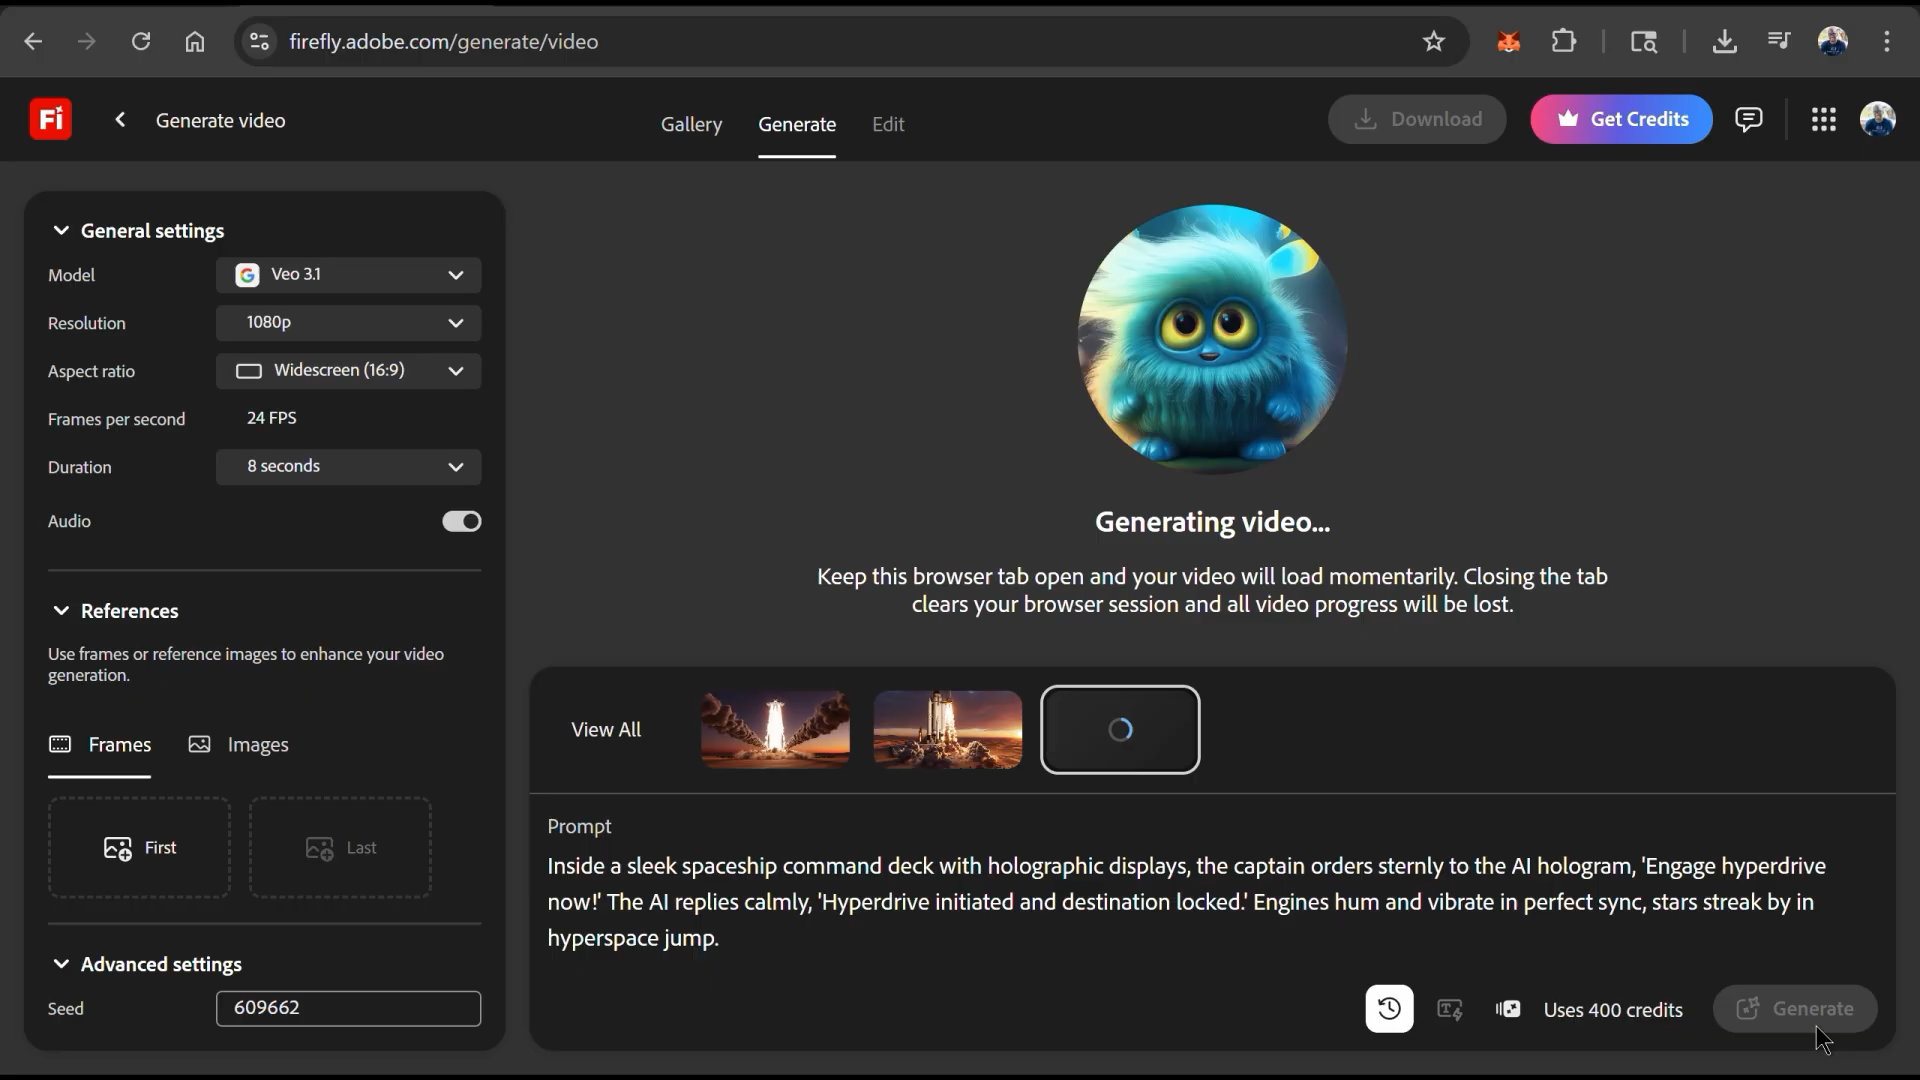 firefly.adobe.com/generate/video
Fi
Generate video
Gallery
Generate
Edit
Download
Get Credits
General settings
Model
Veo 3.1
Resolution
1080p
Aspect ratio
Widescreen (16:9)
Frames per second
24 FPS
Duration
8 seconds
Audio
References
Use frames or reference images to enhance your video
generation.
Frames
Images
First
Last
Advanced settings
Seed
609662
Generating video...
Keep this browser tab open and your video will load momentarily. Closing the tab
clears your browser session and all video progress will be lost.
View All
Prompt
Inside a sleek spaceship command deck with holographic displays, the captain orders sternly to the AI hologram, 'Engage hyperdrive
now!' The AI replies calmly, 'Hyperdrive initiated and destination locked.' Engines hum and vibrate in perfect sync, stars streak by in
hyperspace jump.
Uses 400 credits
Generate